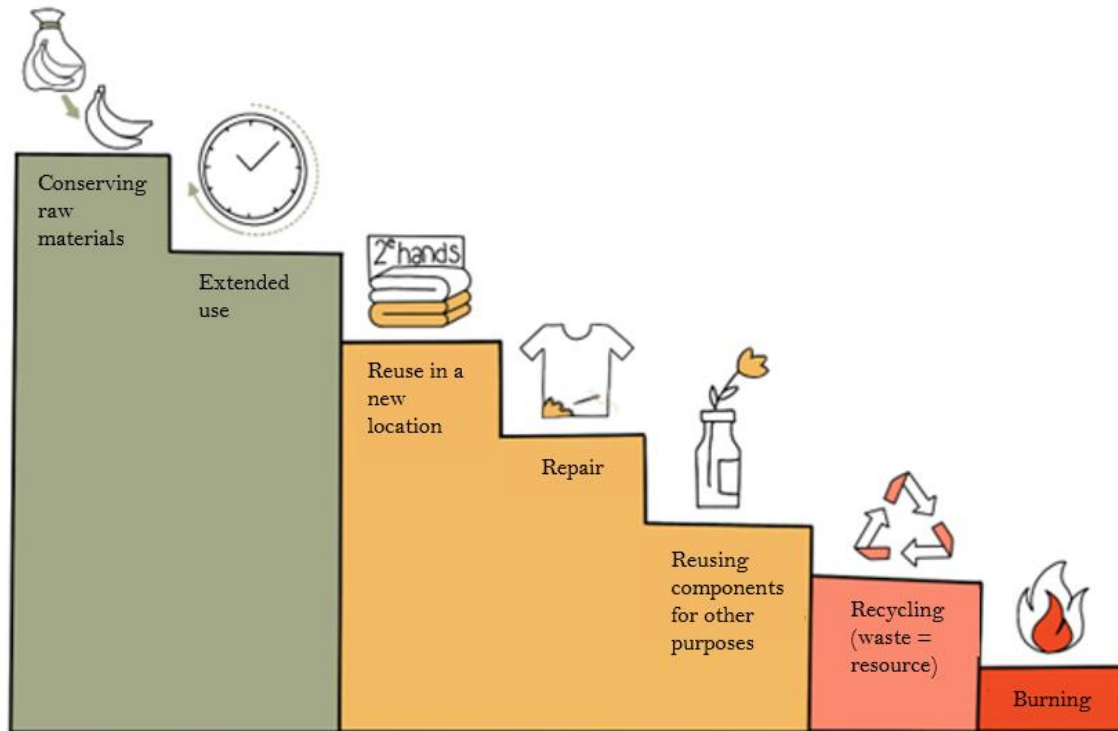 Conserving
raw
materials
Extended
use
2e hands
Reuse in a
new
location
Repair
Reusing
components
for other
purposes
Recycling
(waste =
resource)
Burning